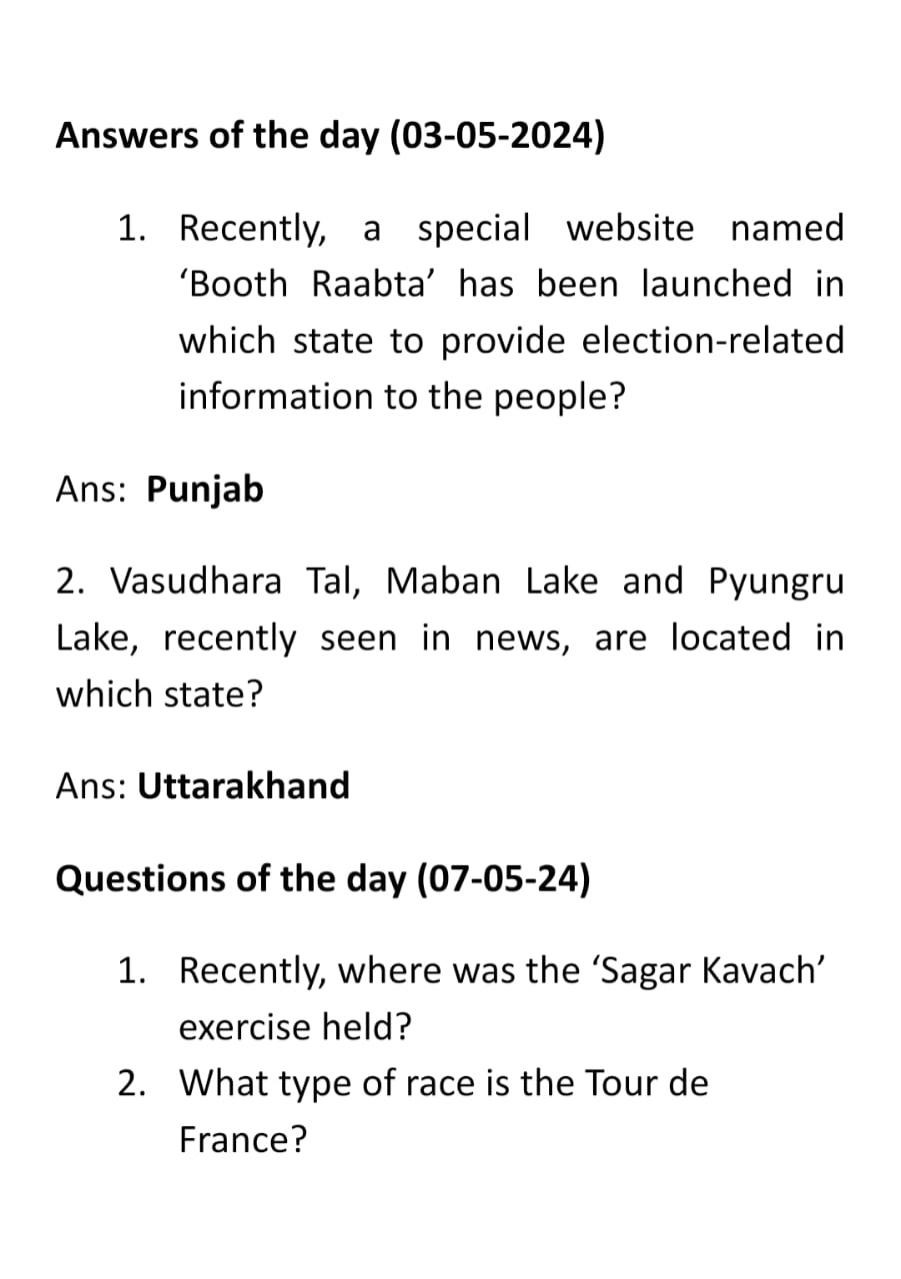 Answers of the day (03-05-2024)
1. Recently, a special website named
‘Booth Raabta’ has been launched in
which state to provide election-related
information to the people?
Ans: Punjab
2. Vasudhara Tal, Maban Lake and Pyungru
Lake, recently seen in news, are located in
which state?
Ans: Uttarakhand
Questions of the day (07-05-24)
1. Recently, where was the ‘Sagar Kavach’
exercise held?
2. What type of race is the Tour de
France?